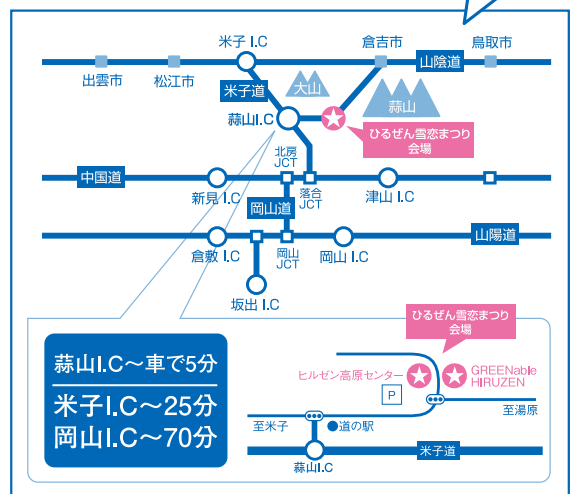 米子 I.C
倉吉市
鳥取市
山陰道
出雲市
松江市
米子道
大山
蒜山
蒜山I.C
ひるぜん雪恋まつり
会場
北房
JCT
中国道
新見 I.C
落合
JCT
津山 I.C
岡山道
山陽道
倉敷 I.C
岡山
JCT
岡山 I.C
坂出 I.C
蒜山I.C〜車で5分
米子I.C〜25分
岡山I.C〜70分
ひるぜん雪恋まつり
会場
ヒルゼン高原センター
GREENable
HIRUZEN
P
至湯原
至米子
●道の駅
米子道
蒜山I.C